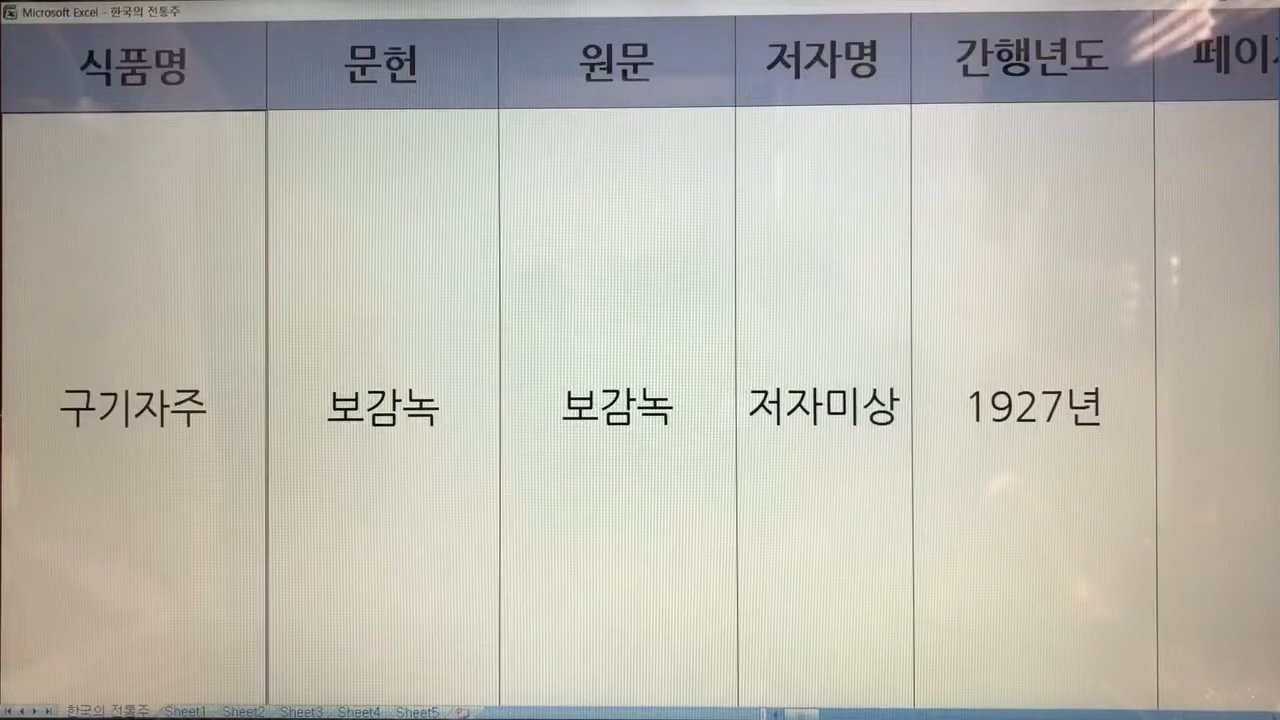 Microsoft Excel - 한국의 전통주
식품명 문헌 원문 저자명 간행년도 페이
구기자주 보감녹 보감녹 저자미상 1927년
한국의 전통주 Sheet1 Sheet2 Sheet3 Sheet4 Sheet5